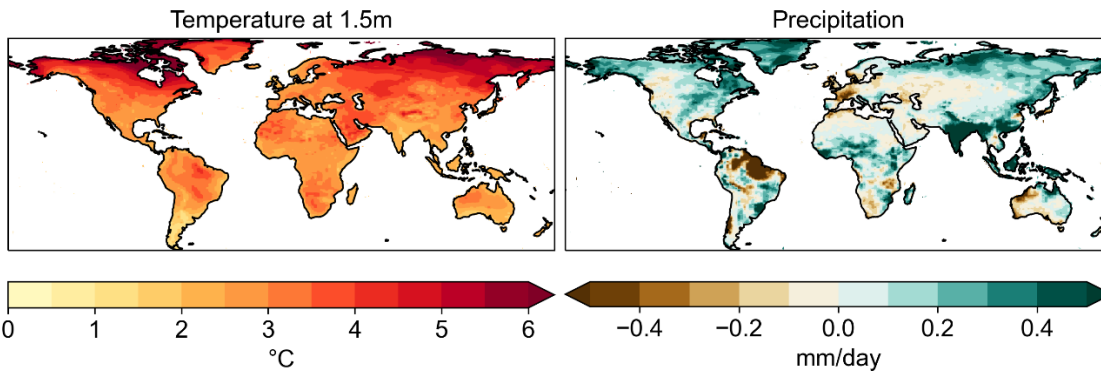 Temperature at 1.5m
Precipitation
0 1 2 3 4 5 6
°C
−0.4 −0.2 0.0 0.2 0.4
mm/day